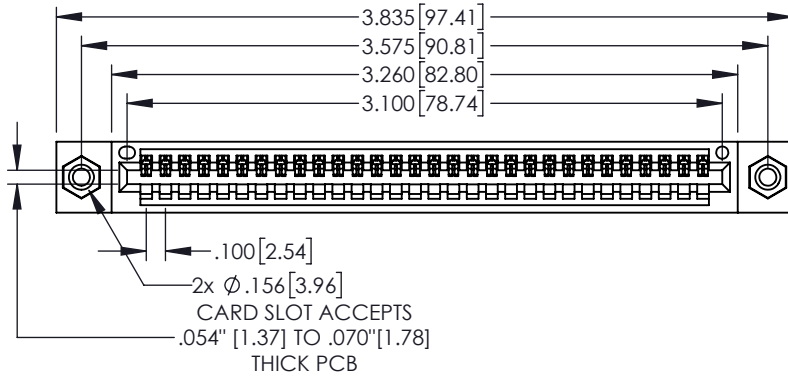 3.835[97.41]
3.575[90.81]
3.260[82.80]
3.100[78.74]
.100[2.54]
2x Ø.156[3.96]
CARD SLOT ACCEPTS
.054" [1.37] TO .070"[1.78]
THICK PCB